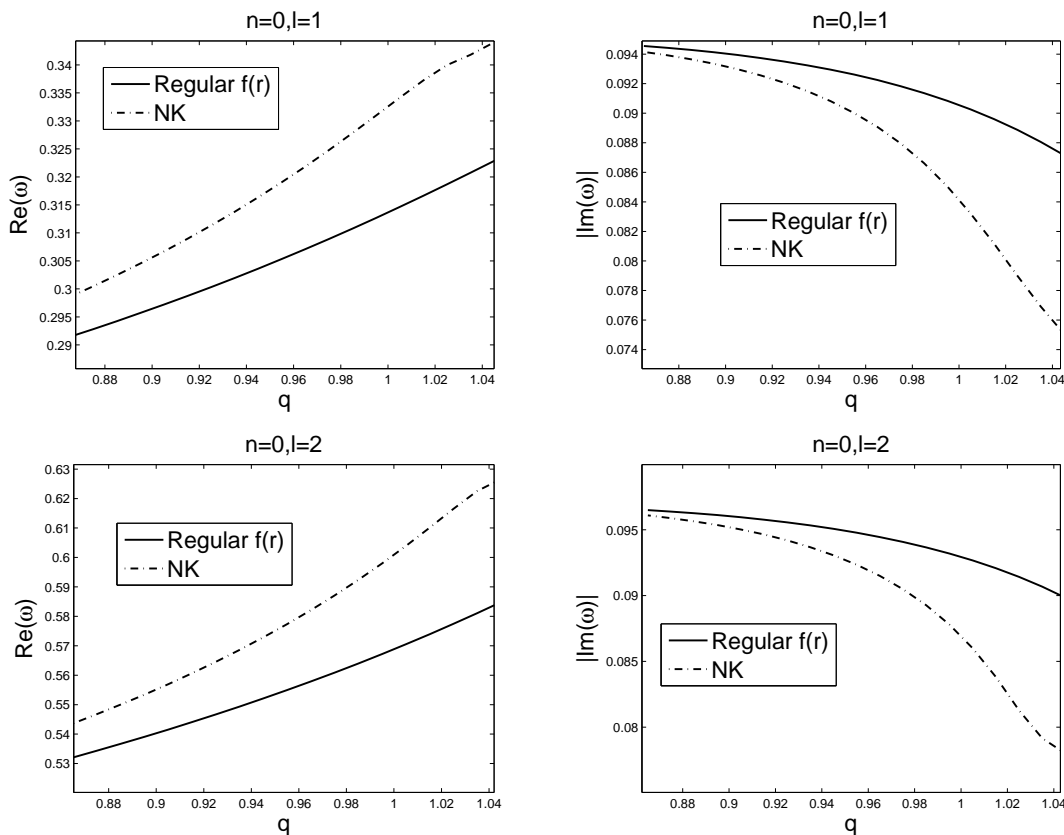 n=0,l=1
0.34
0.335
0.33
0.325
0.32
0.315
0.31
0.305
0.3
0.295
0.29
Re(ω)
Regular f(r)
NK
0.88 0.9 0.92 0.94 0.96 0.98 1 1.02 1.04
q
n=0,l=1
0.094
0.092
0.09
0.088
0.086
0.084
0.082
0.08
0.078
0.076
0.074
|Im(ω)|
Regular f(r)
NK
0.88 0.9 0.92 0.94 0.96 0.98 1 1.02 1.04
q
n=0,l=2
0.63
0.62
0.61
0.6
0.59
0.58
0.57
0.56
0.55
0.54
0.53
Re(ω)
Regular f(r)
NK
0.88 0.9 0.92 0.94 0.96 0.98 1 1.02 1.04
q
n=0,l=2
0.095
0.09
0.085
0.08
|Im(ω)|
Regular f(r)
NK
0.88 0.9 0.92 0.94 0.96 0.98 1 1.02 1.04
q